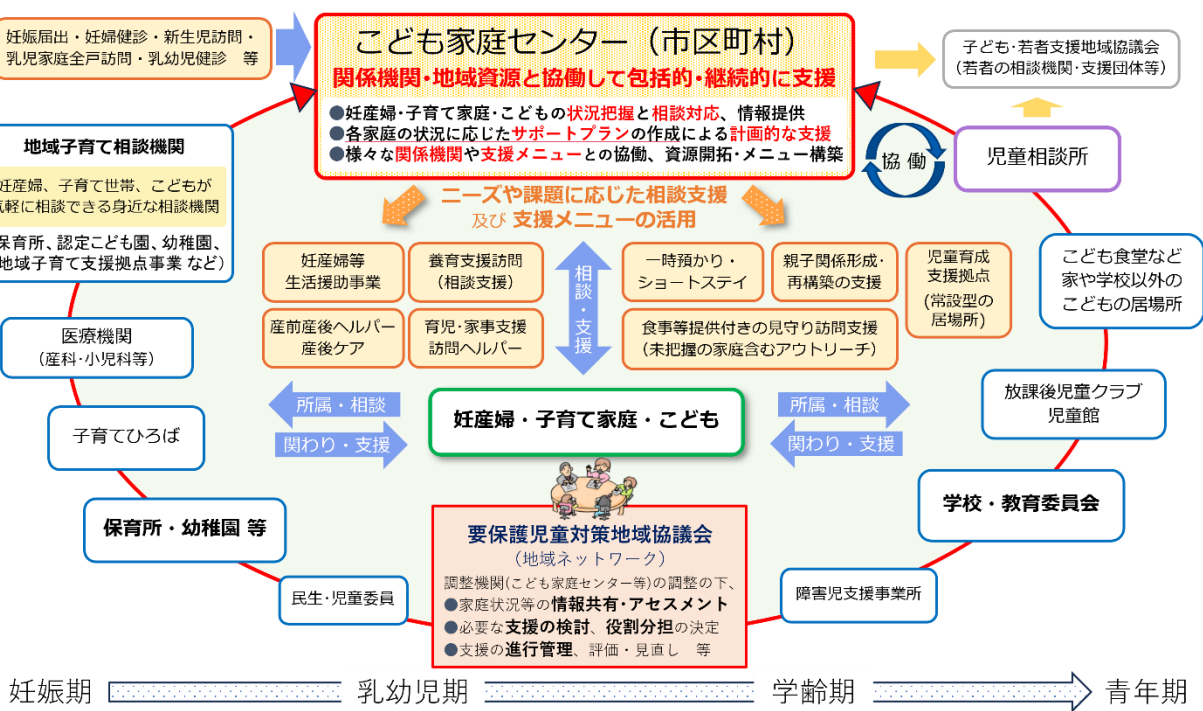 妊娠届出・妊婦健診・新生児訪問・
乳児家庭全戸訪問・乳幼児健診　等
こども家庭センター（市区町村）
関係機関・地域資源と協働して包括的・継続的に支援
●妊産婦・子育て家庭・こどもの状況把握と相談対応、情報提供
●各家庭の状況に応じたサポートプランの作成による計画的な支援
●様々な関係機関や支援メニューとの協働、資源開拓・メニュー構築
子ども・若者支援地域協議会
（若者の相談機関・支援団体等）
協 働
児童相談所
地域子育て相談機関
妊産婦、子育て世帯、こどもが
気軽に相談できる身近な相談機関
保育所、認定こども園、幼稚園、
地域子育て支援拠点事業 など）
ニーズや課題に応じた相談支援
及び 支援メニューの活用
妊産婦等
生活援助事業
養育支援訪問
（相談支援）
産前産後ヘルパー
産後ケア
育児・家事支援
訪問ヘルパー
相談・支援
一時預かり・
ショートステイ
親子関係形成・
再構築の支援
児童育成
支援拠点
(常設型の
居場所)
食事等提供付きの見守り訪問支援
（未把握の家庭含むアウトリーチ）
こども食堂など
家や学校以外の
こどもの居場所
医療機関
（産科・小児科等）
子育てひろば
保育所・幼稚園 等
民生・児童委員
所属・相談
関わり・支援
妊産婦・子育て家庭・こども
所属・相談
関わり・支援
放課後児童クラブ
児童館
学校・教育委員会
障害児支援事業所
要保護児童対策地域協議会
（地域ネットワーク）
調整機関(こども家庭センター等)の調整の下、
●家庭状況等の情報共有・アセスメント
●必要な支援の検討、役割分担の決定
●支援の進行管理、評価・見直し　等
妊娠期
乳幼児期
学齢期
青年期